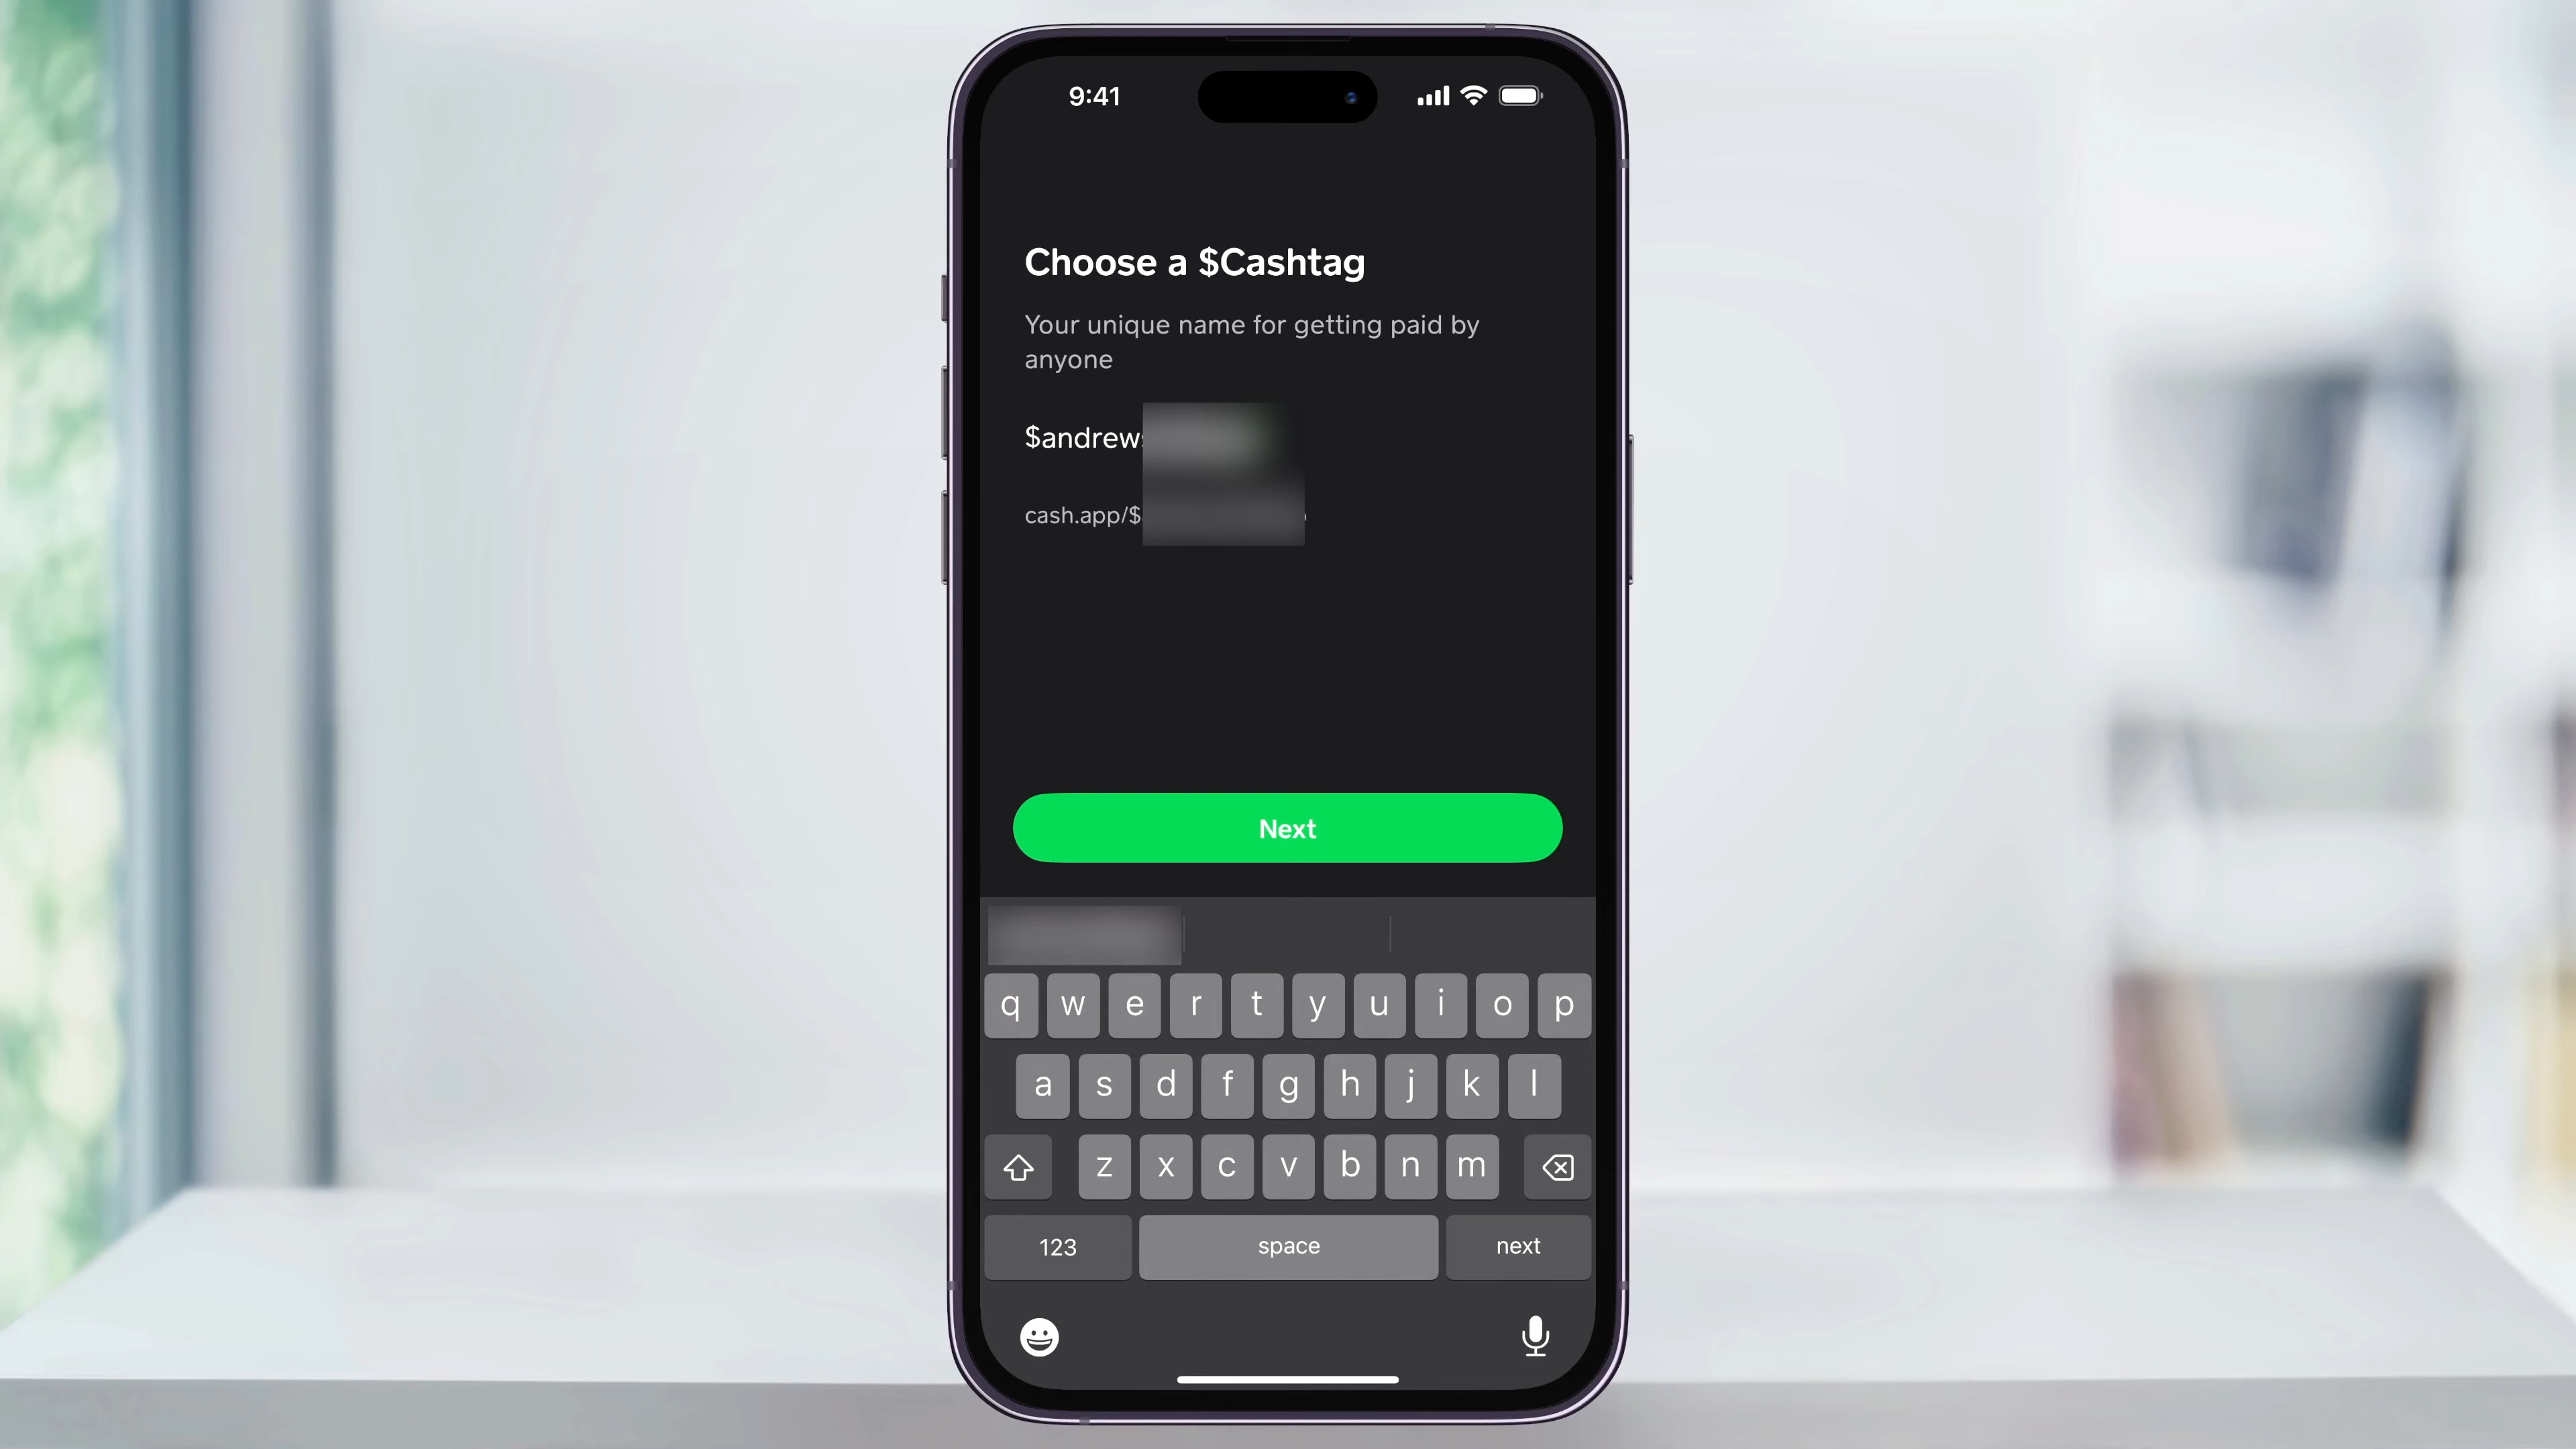 9:41
Choose a $Cashtag
Your unique name for getting paid by
anyone
$andrew
cash.app/$
Next
q w e r t y u i o p
a s d f g h j k l
z x c v b n m
123 space next